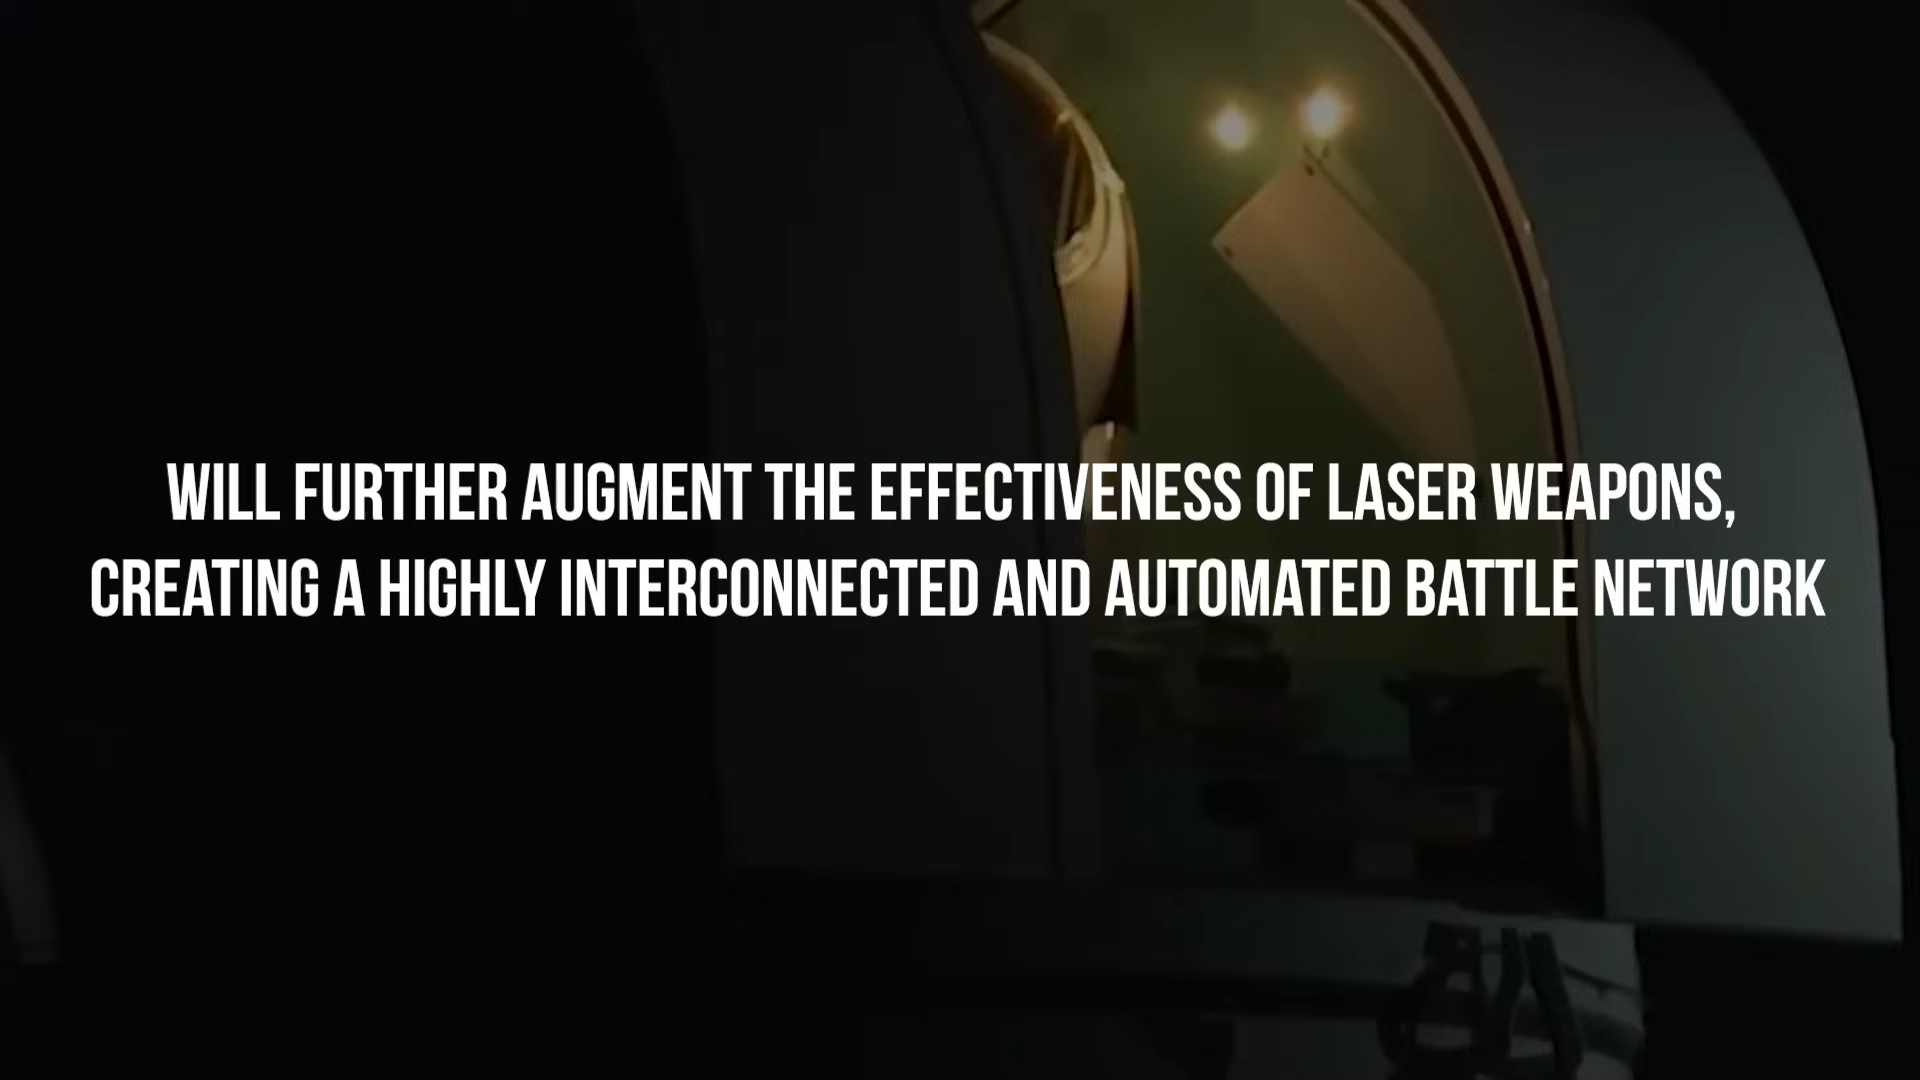 WILL FURTHER AUGMENT THE EFFECTIVENESS OF LASER WEAPONS,
CREATING A HIGHLY INTERCONNECTED AND AUTOMATED BATTLE NETWORK